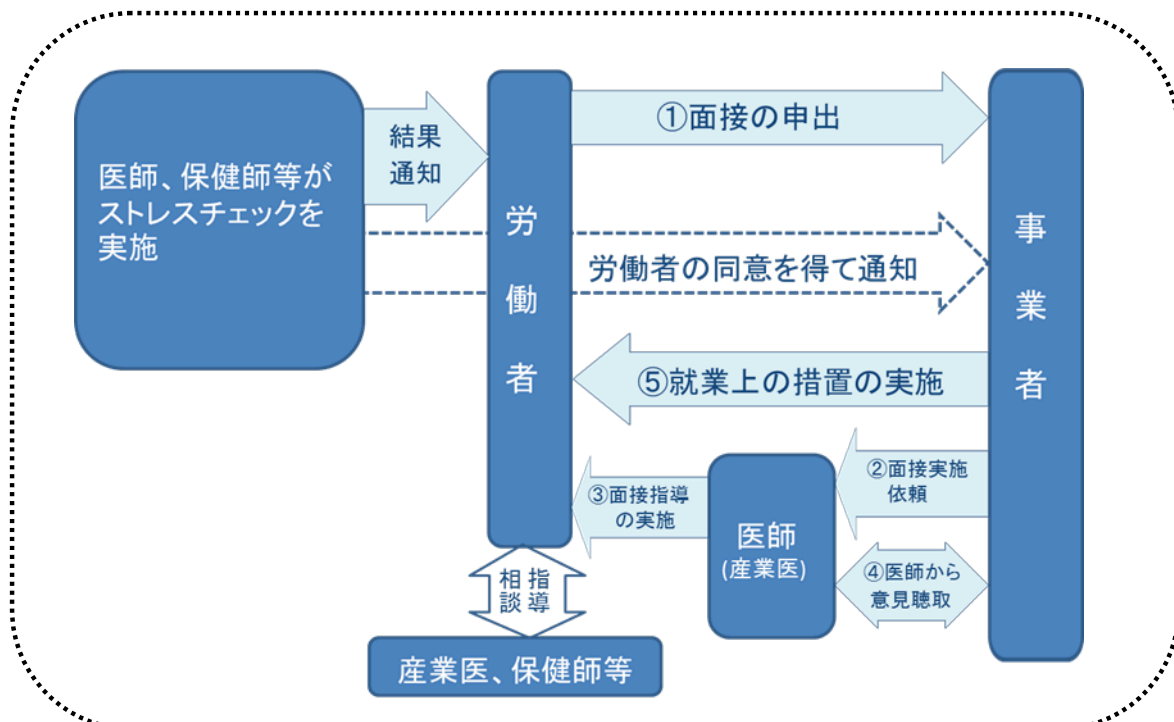 医師、保健師等が
ストレスチェックを
実施
結果
通知
労働者
①面接の申出
労働者の同意を得て通知
⑤就業上の措置の実施
事業者
②面接実施
依頼
③面接指導
の実施
医師
(産業医)
④医師から
意見聴取
相談
指導
産業医、保健師等